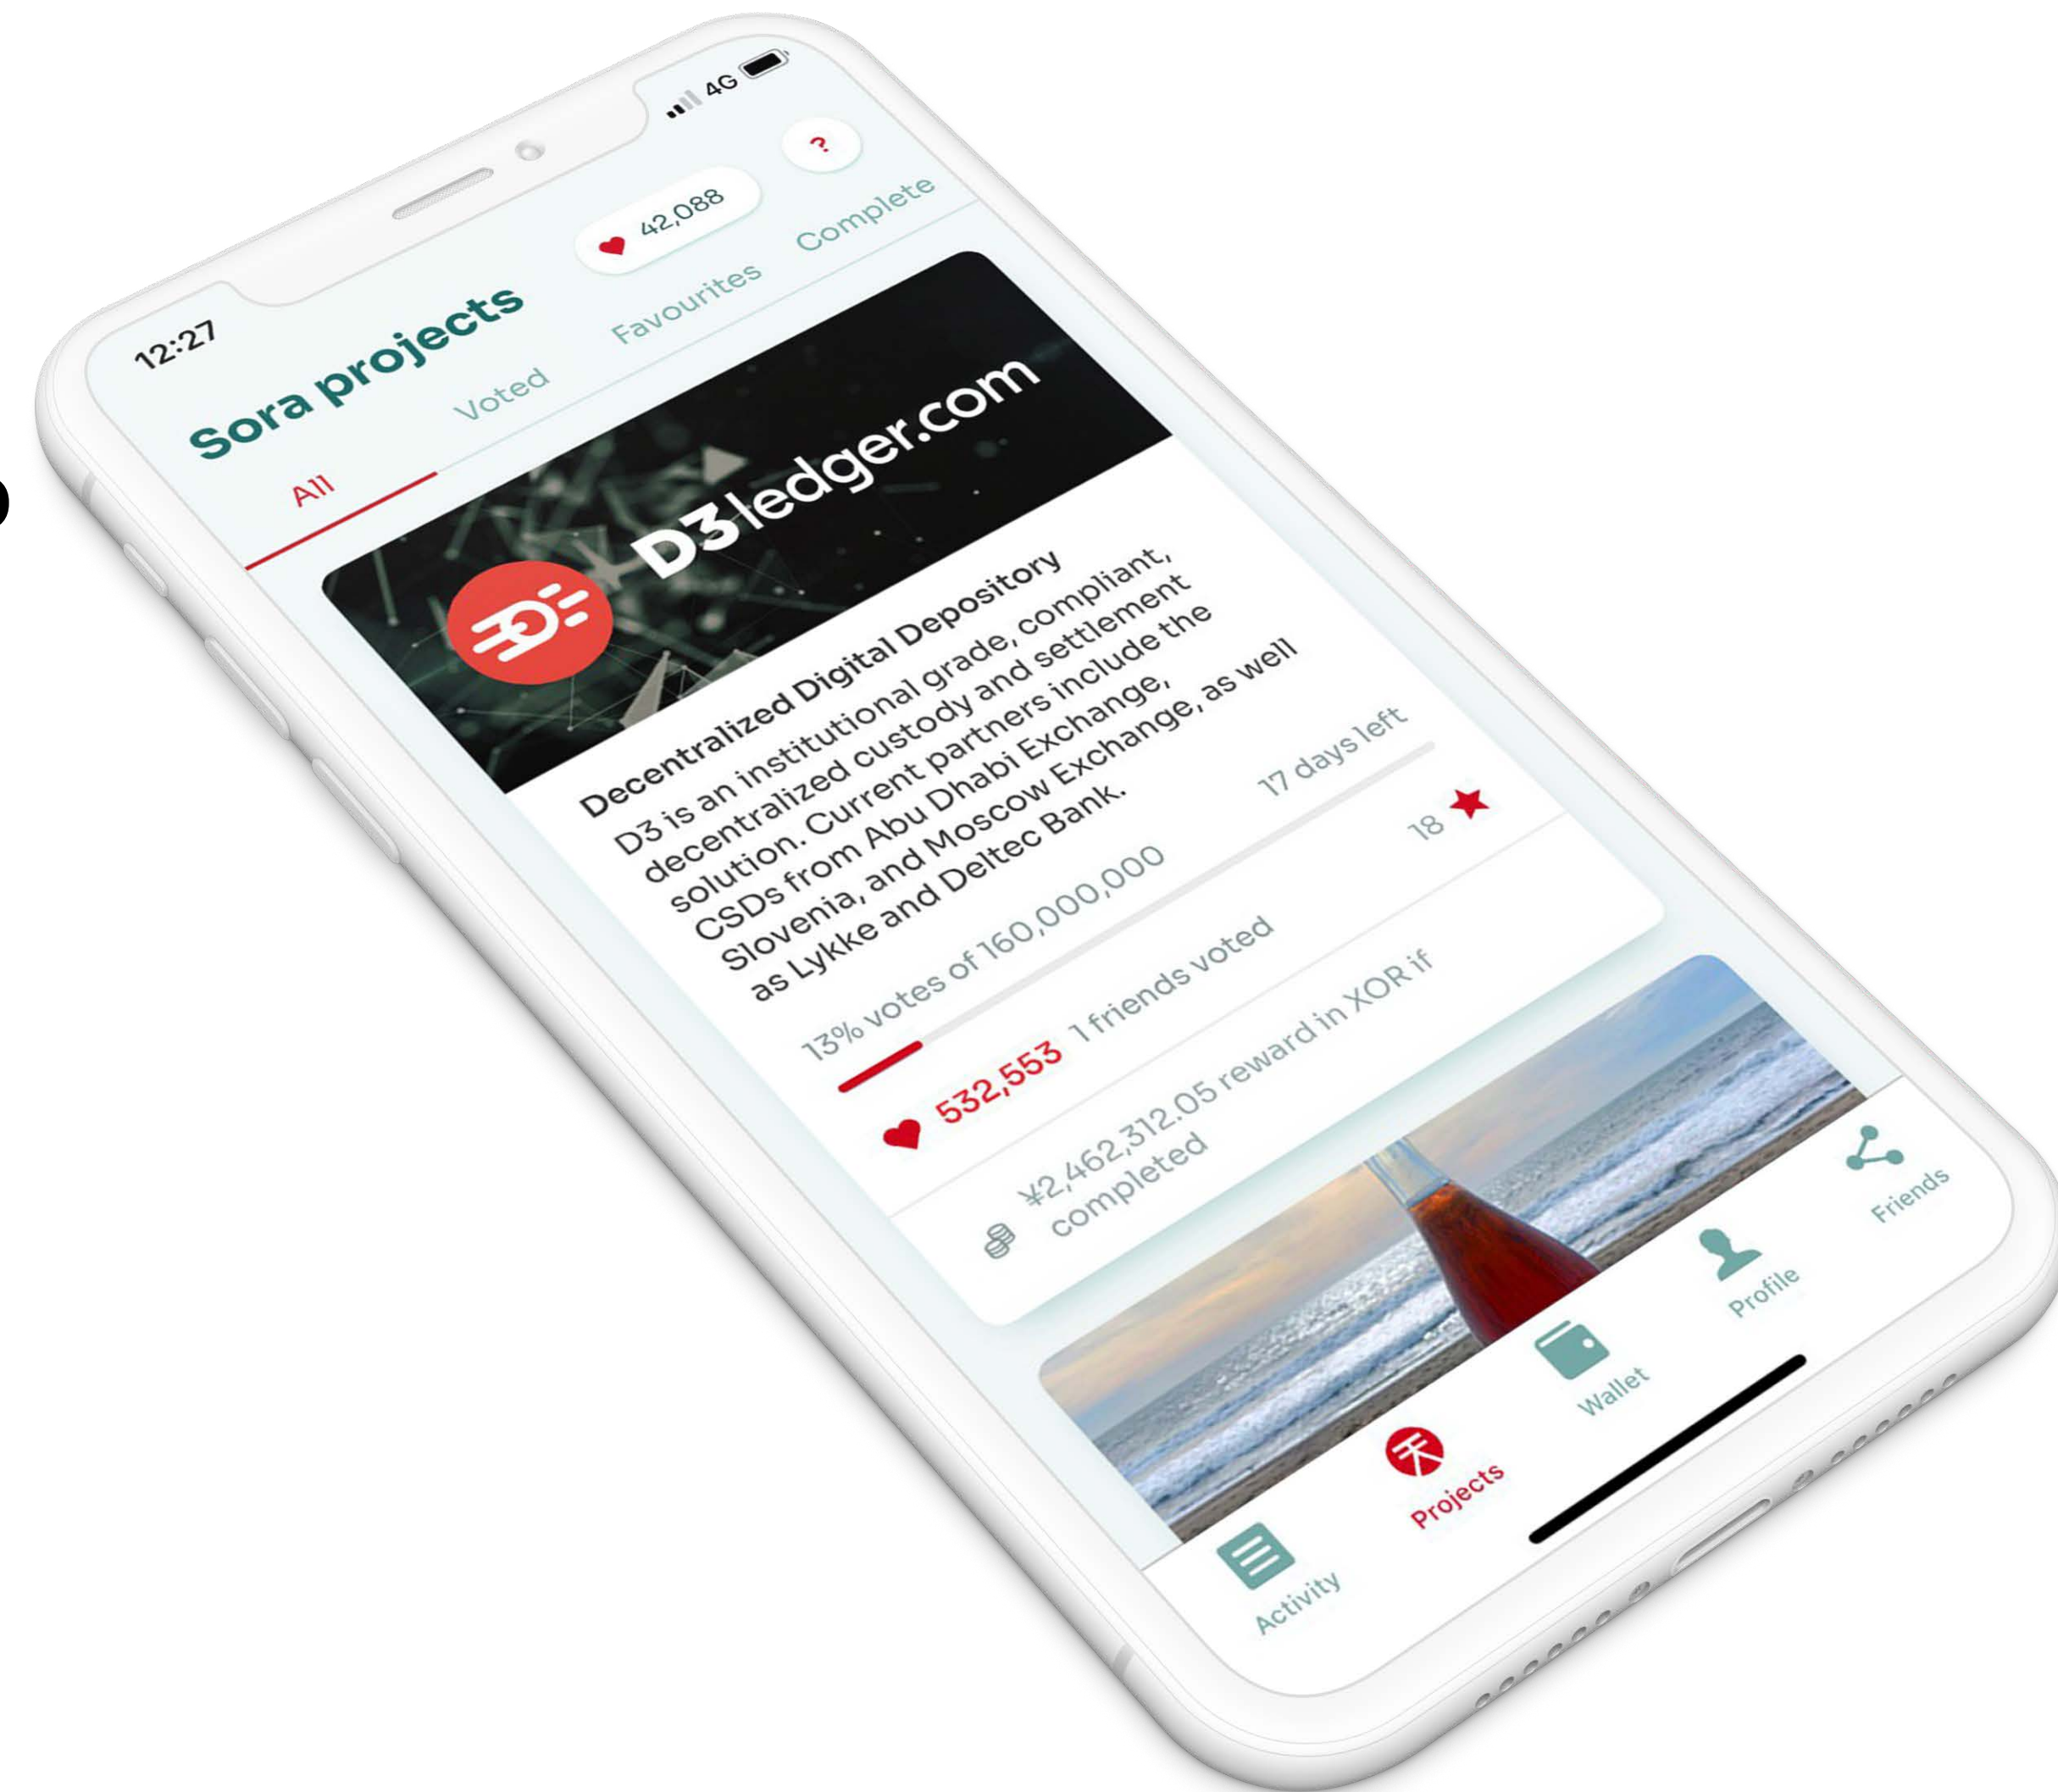 12:27
4G
Sora projects
42,088
?
All
Voted
Favourites
Complete
D3ledger.com
Decentralized Digital Depository
D3 is an institutional grade, compliant,
decentralized custody and settlement
solution. Current partners include the
CSDs from Abu Dhabi Exchange,
Slovenia, and Moscow Exchange, as well
as Lykke and Deltec Bank.
13% votes of 160,000,000
17 days left
532,553
1 friends voted
18
¥2,462,312.05 reward in XOR if
completed
Activity
天
Projects
Wallet
Profile
Friends